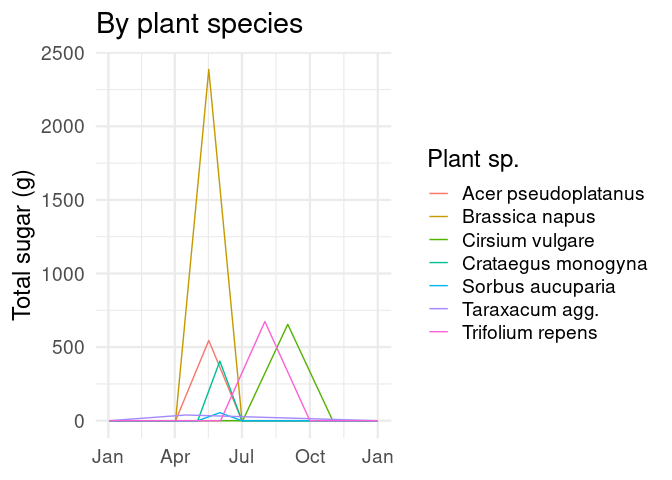 By plant species
2500
2000
1500
1000
500
0
Total sugar (g)
Jan Apr Jul Oct Jan
Plant sp.
Acer pseudoplatanus
Brassica napus
Cirsium vulgare
Crataegus monogyna
Sorbus aucuparia
Taraxacum agg.
Trifolium repens